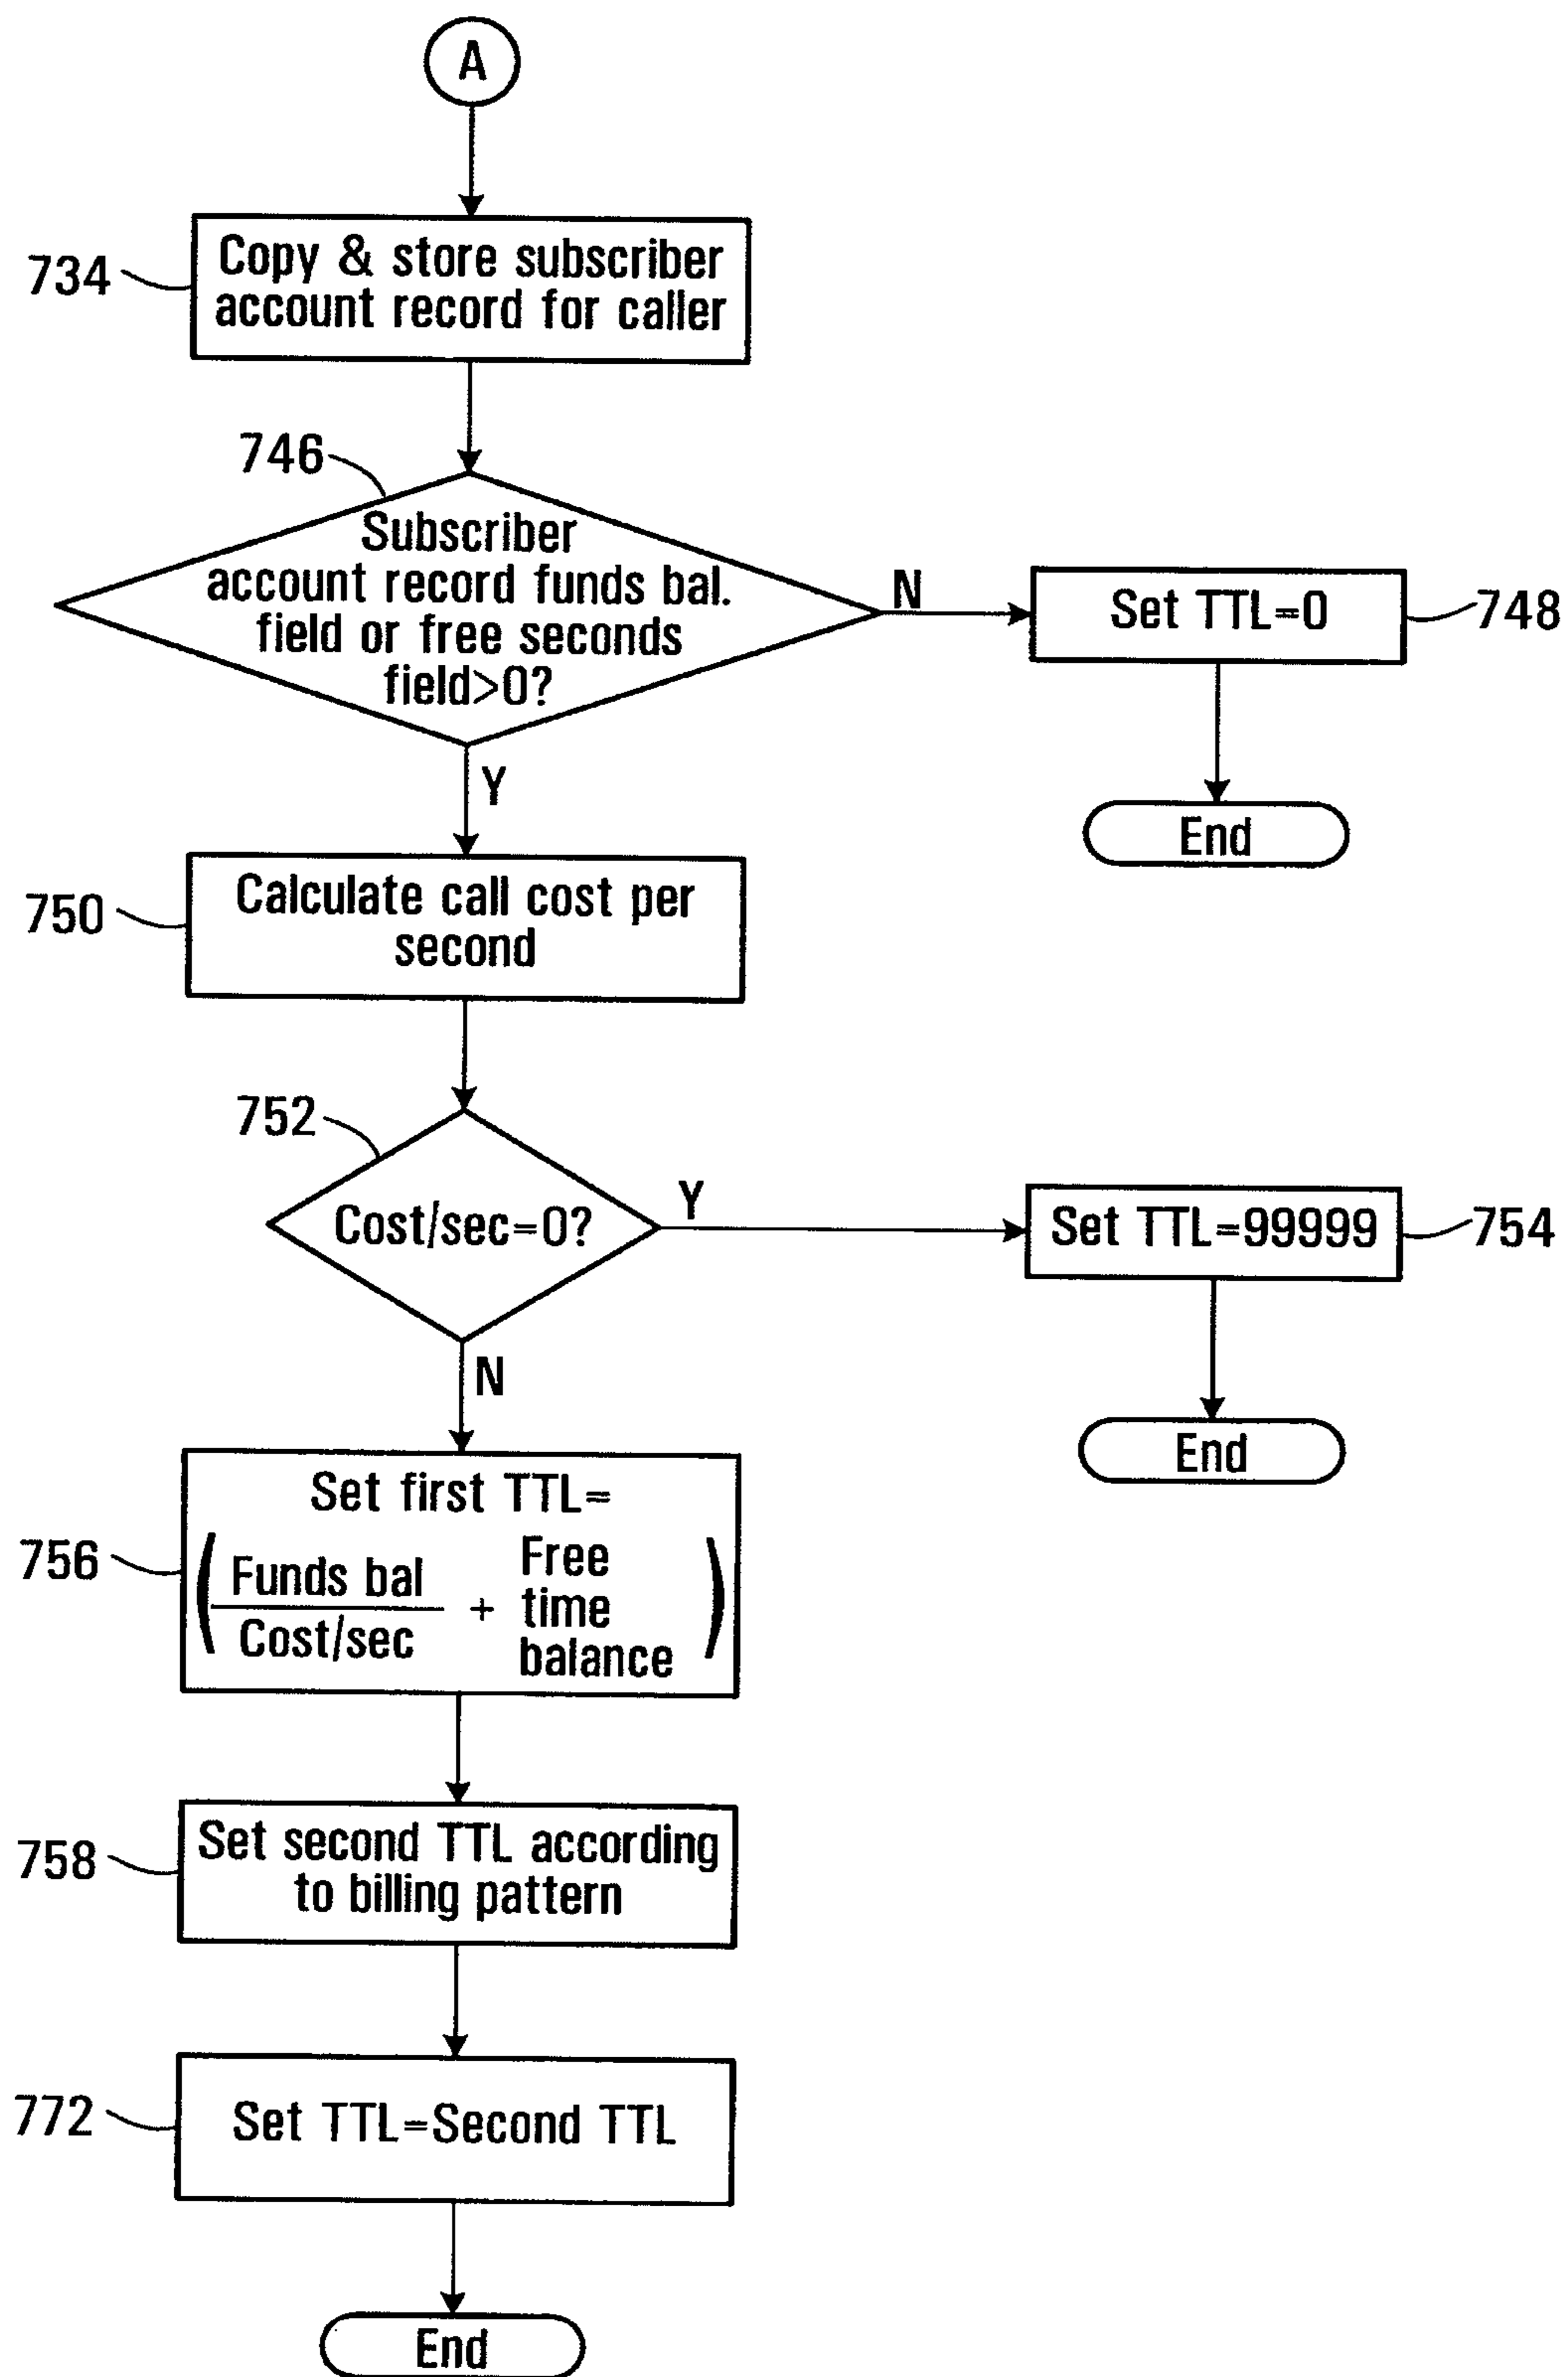 A
734
Copy & store subscriber
account record for caller
746
Subscriber
account record funds bal.
field or free seconds
field>0?
N
Set TTL=0
748
Y
End
750
Calculate call cost per
second
752
Cost/sec=0?
Y
Set TTL=99999
754
N
End
756
Set first TTL=
( Funds bal
Cost/sec
+
Free
time
balance )
758
Set second TTL according
to billing pattern
772
Set TTL=Second TTL
End